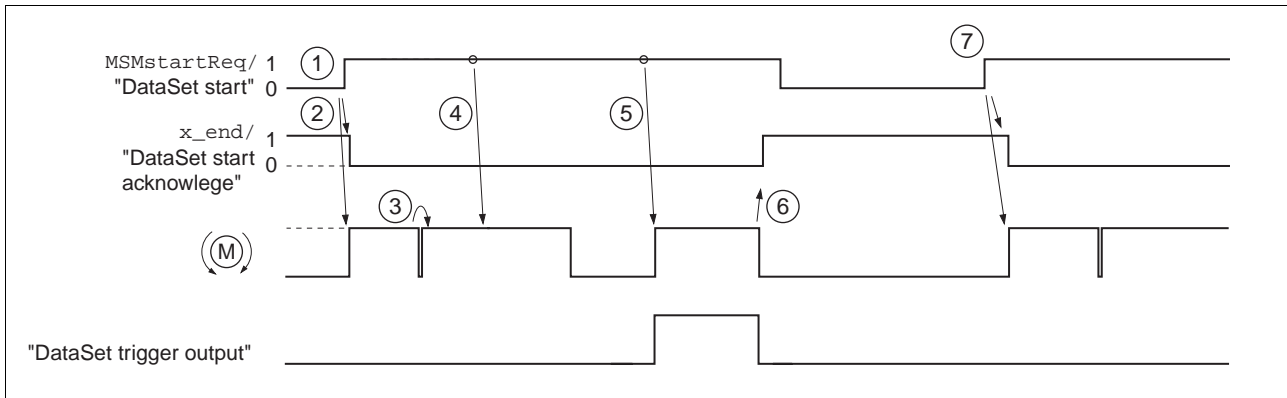 MSMstartReq/ 1
"DataSet start" 0
x_end/ 1
"DataSet start 0
acknowlege"
M
"DataSet trigger output"
1
2
3
4
5
6
7